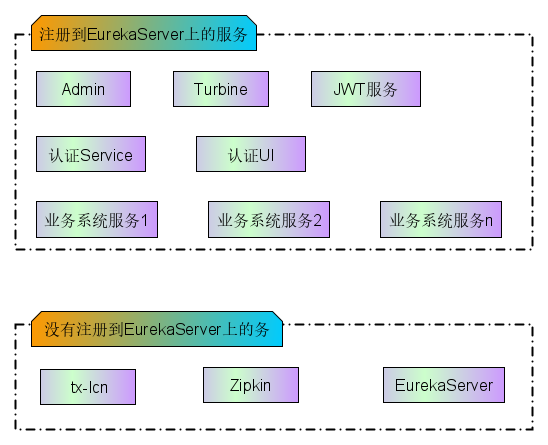 注册到EurekaServer上的服务
Admin
Turbine
JWT服务
认证Service
认证UI
业务系统服务1
业务系统服务2
业务系统服务n
没有注册到EurekaServer上的务
tx-lcn
Zipkin
EurekaServer